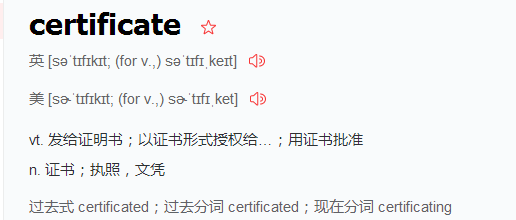 certificate
英 [səˈtɪfɪkɪt; (for v.,) səˈtɪfɪˌkeɪt]
美 [sɚˈtɪfɪkɪt; (for v.,) sɚˈtɪfɪˌket]
vt. 发给证明书；以证书形式授权给…；用证书批准
n. 证书；执照，文凭
过去式 certificated；过去分词 certificated；现在分词 certificating